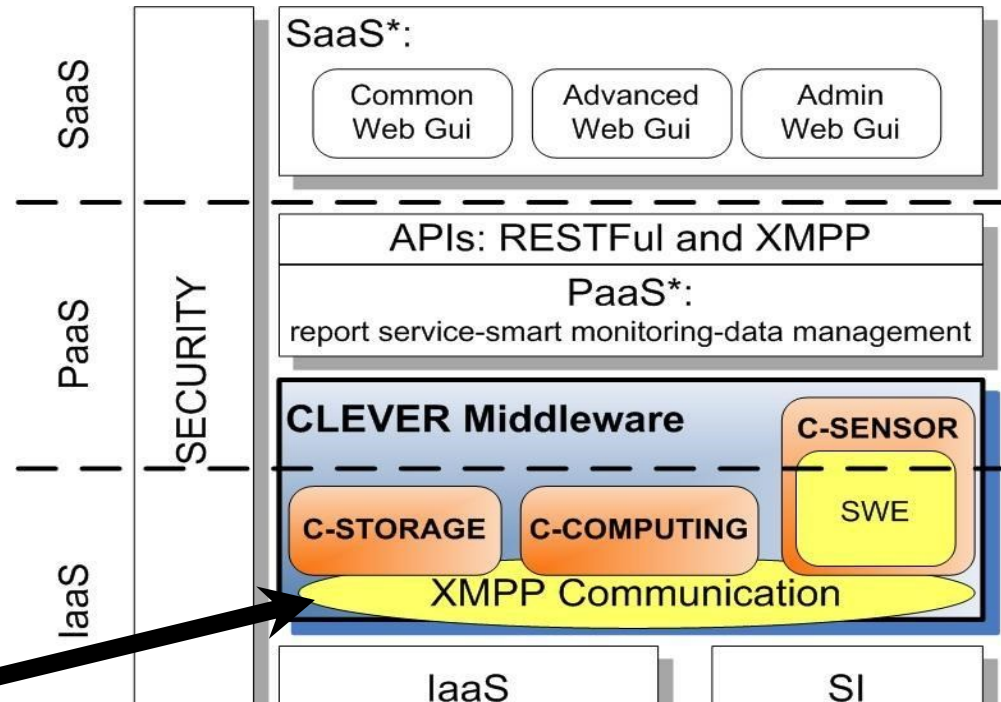 SaaS
PaaS
IaaS
SECURITY
SaaS*:
Common
Web Gui
Advanced
Web Gui
Admin
Web Gui
APIs: RESTFul and XMPP
PaaS*:
report service-smart monitoring-data management
CLEVER Middleware
C-SENSOR
SWE
C-STORAGE
C-COMPUTING
XMPP Communication
IaaS
SI